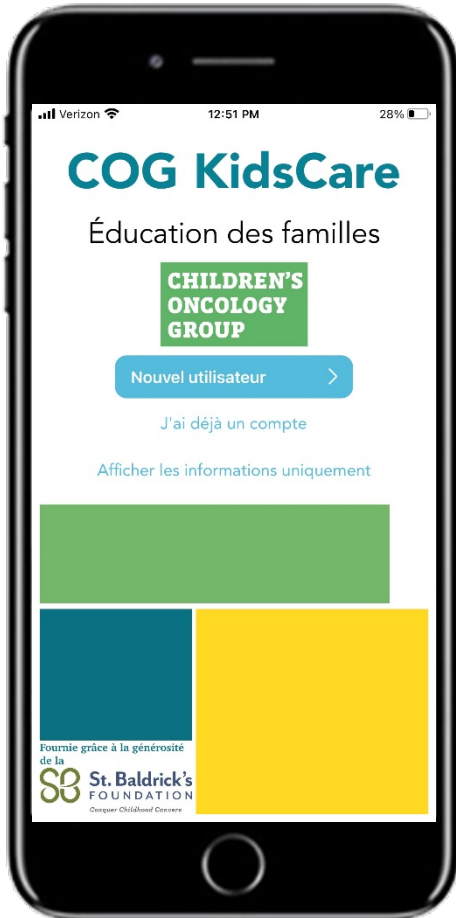 Verizon 12:51 PM 28%
COG KidsCare
Éducation des familles
CHILDREN'S
ONCOLOGY
GROUP
Nouvel utilisateur
J'ai déjà un compte
Afficher les informations uniquement
Fournie grâce à la générosité
de la
St. Baldrick's
FOUNDATION
Conquer Childhood Cancers